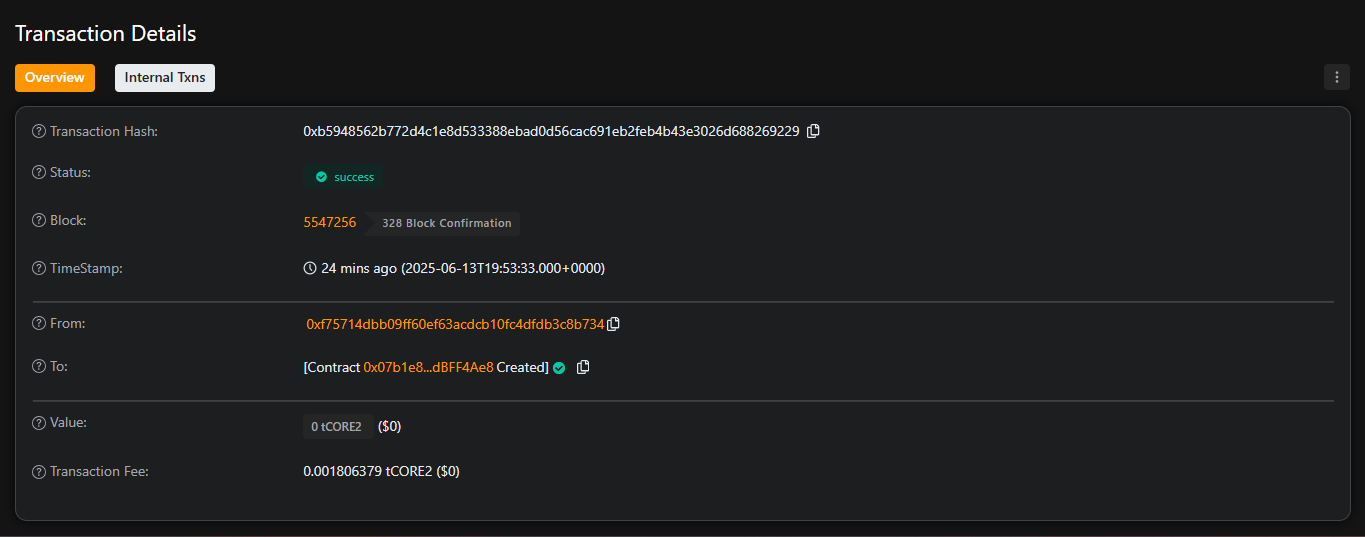 Transaction Details
Overview Internal Txns
Transaction Hash: 0xb5948562b772d4c1e8d533388ebad0d56cac691eb2feb4b43e3026d688269229
Status: success
Block: 5547256 328 Block Confirmation
TimeStamp: 24 mins ago (2025-06-13T19:53:33.000+0000)
From: 0xf75714dbb09ff60ef63acdcb10fc4dfdb3c8b734
To: [Contract 0x07b1e8...dBFF4Ae8 Created]
Value: 0 tCORE2 ($0)
Transaction Fee: 0.001806379 tCORE2 ($0)